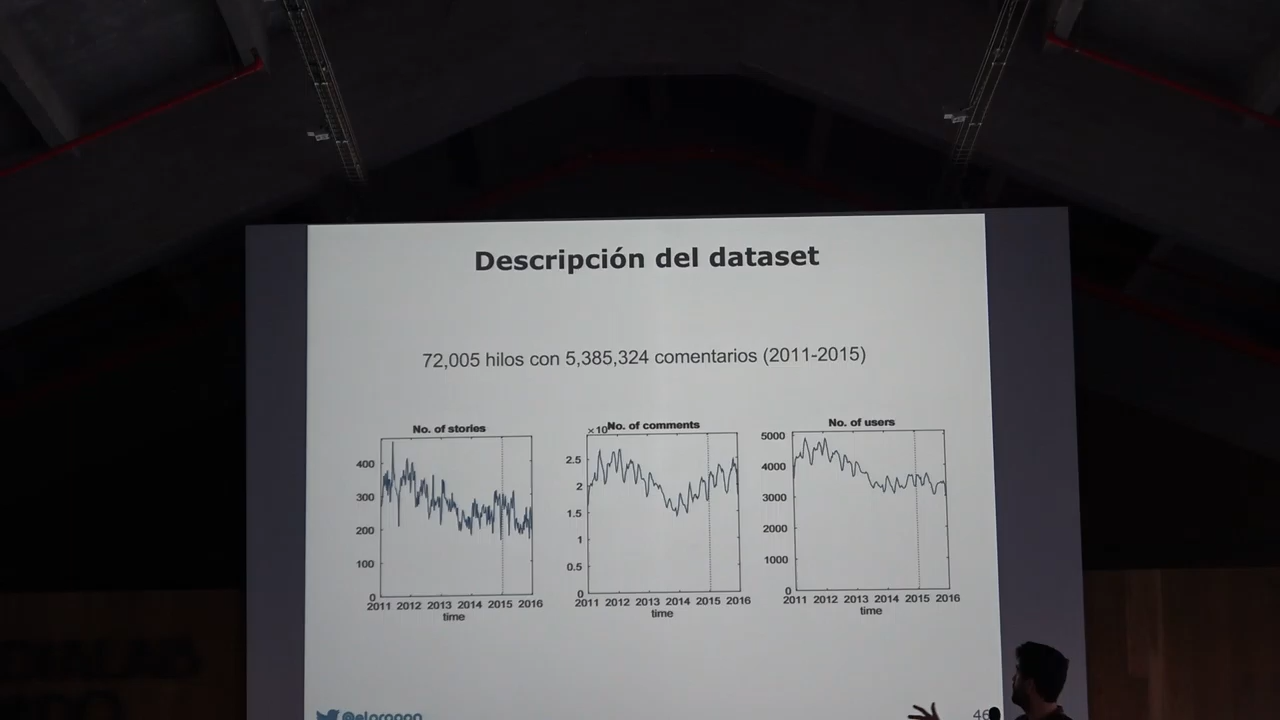 Descripción del dataset
72,005 hilos con 5,385,324 comentarios (2011-2015)
No. of stories
400
300
200
100
0
2011 2012 2013 2014 2015 2016
time
×10
No. of comments
2.5
2
1.5
1
0.5
0
2011 2012 2013 2014 2015 2016
time
No. of users
5000
4000
3000
2000
1000
0
2011 2012 2013 2014 2015 2016
time
46